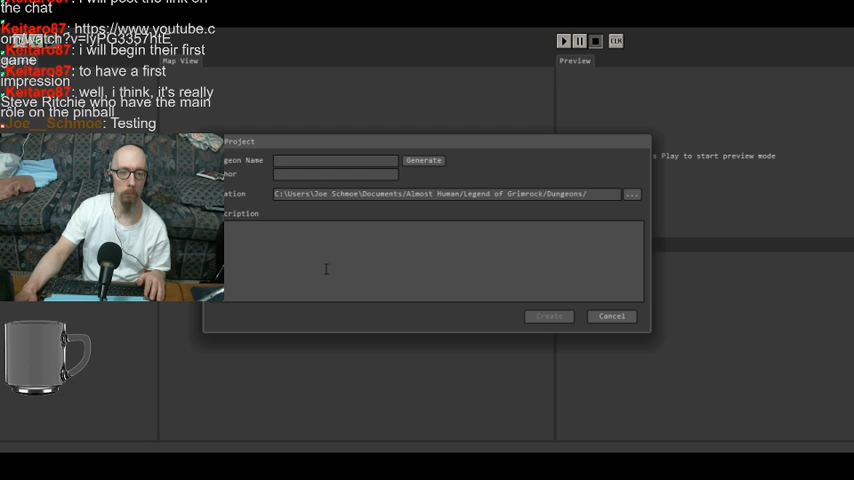 the chat
Keitaro87: https://www.youtube.c
om/watch?v=lyPG3357htE
Keitaro87: i will begin their first
game
Keitaro87: to have a first
impression
Keitaro87: well, i think, it's really
Steve Ritchie who have the main
role on the pinball
Joe__Schmoe: Testing
Map View
Preview
CLR
s Play to start preview mode
Project
geon Name
Generate
hor
ation
C:\Users\Joe Schmoe\Documents/Almost Human/Legend of Grimrock/Dungeons/
...
cription
Create
Cancel